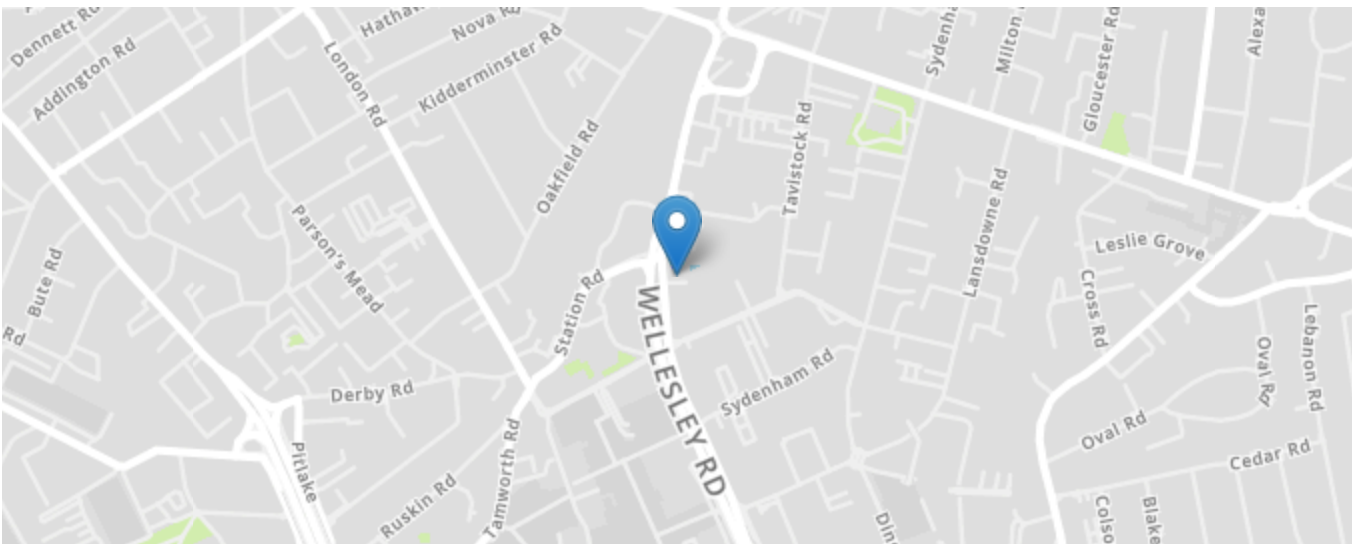 Dennett Rd
Hathaw
Nova Rd
Sydenha
Milton
Gloucester Rd
Alexa
Addington Rd
London Rd
Kidderminster Rd
Oakfield Rd
Tavistock Rd
Parson's Mead
Lansdowne Rd
Leslie Grove
Bute Rd
Station Rd
Cross Rd
Rd
WELLESLEY RD
Lebanon Rd
Oval Rd
Derby Rd
Sydenham Rd
Oval Rd
Cedar Rd
Pitlake
Tamworth Rd
Ruskin Rd
Ding
Colso
Blake